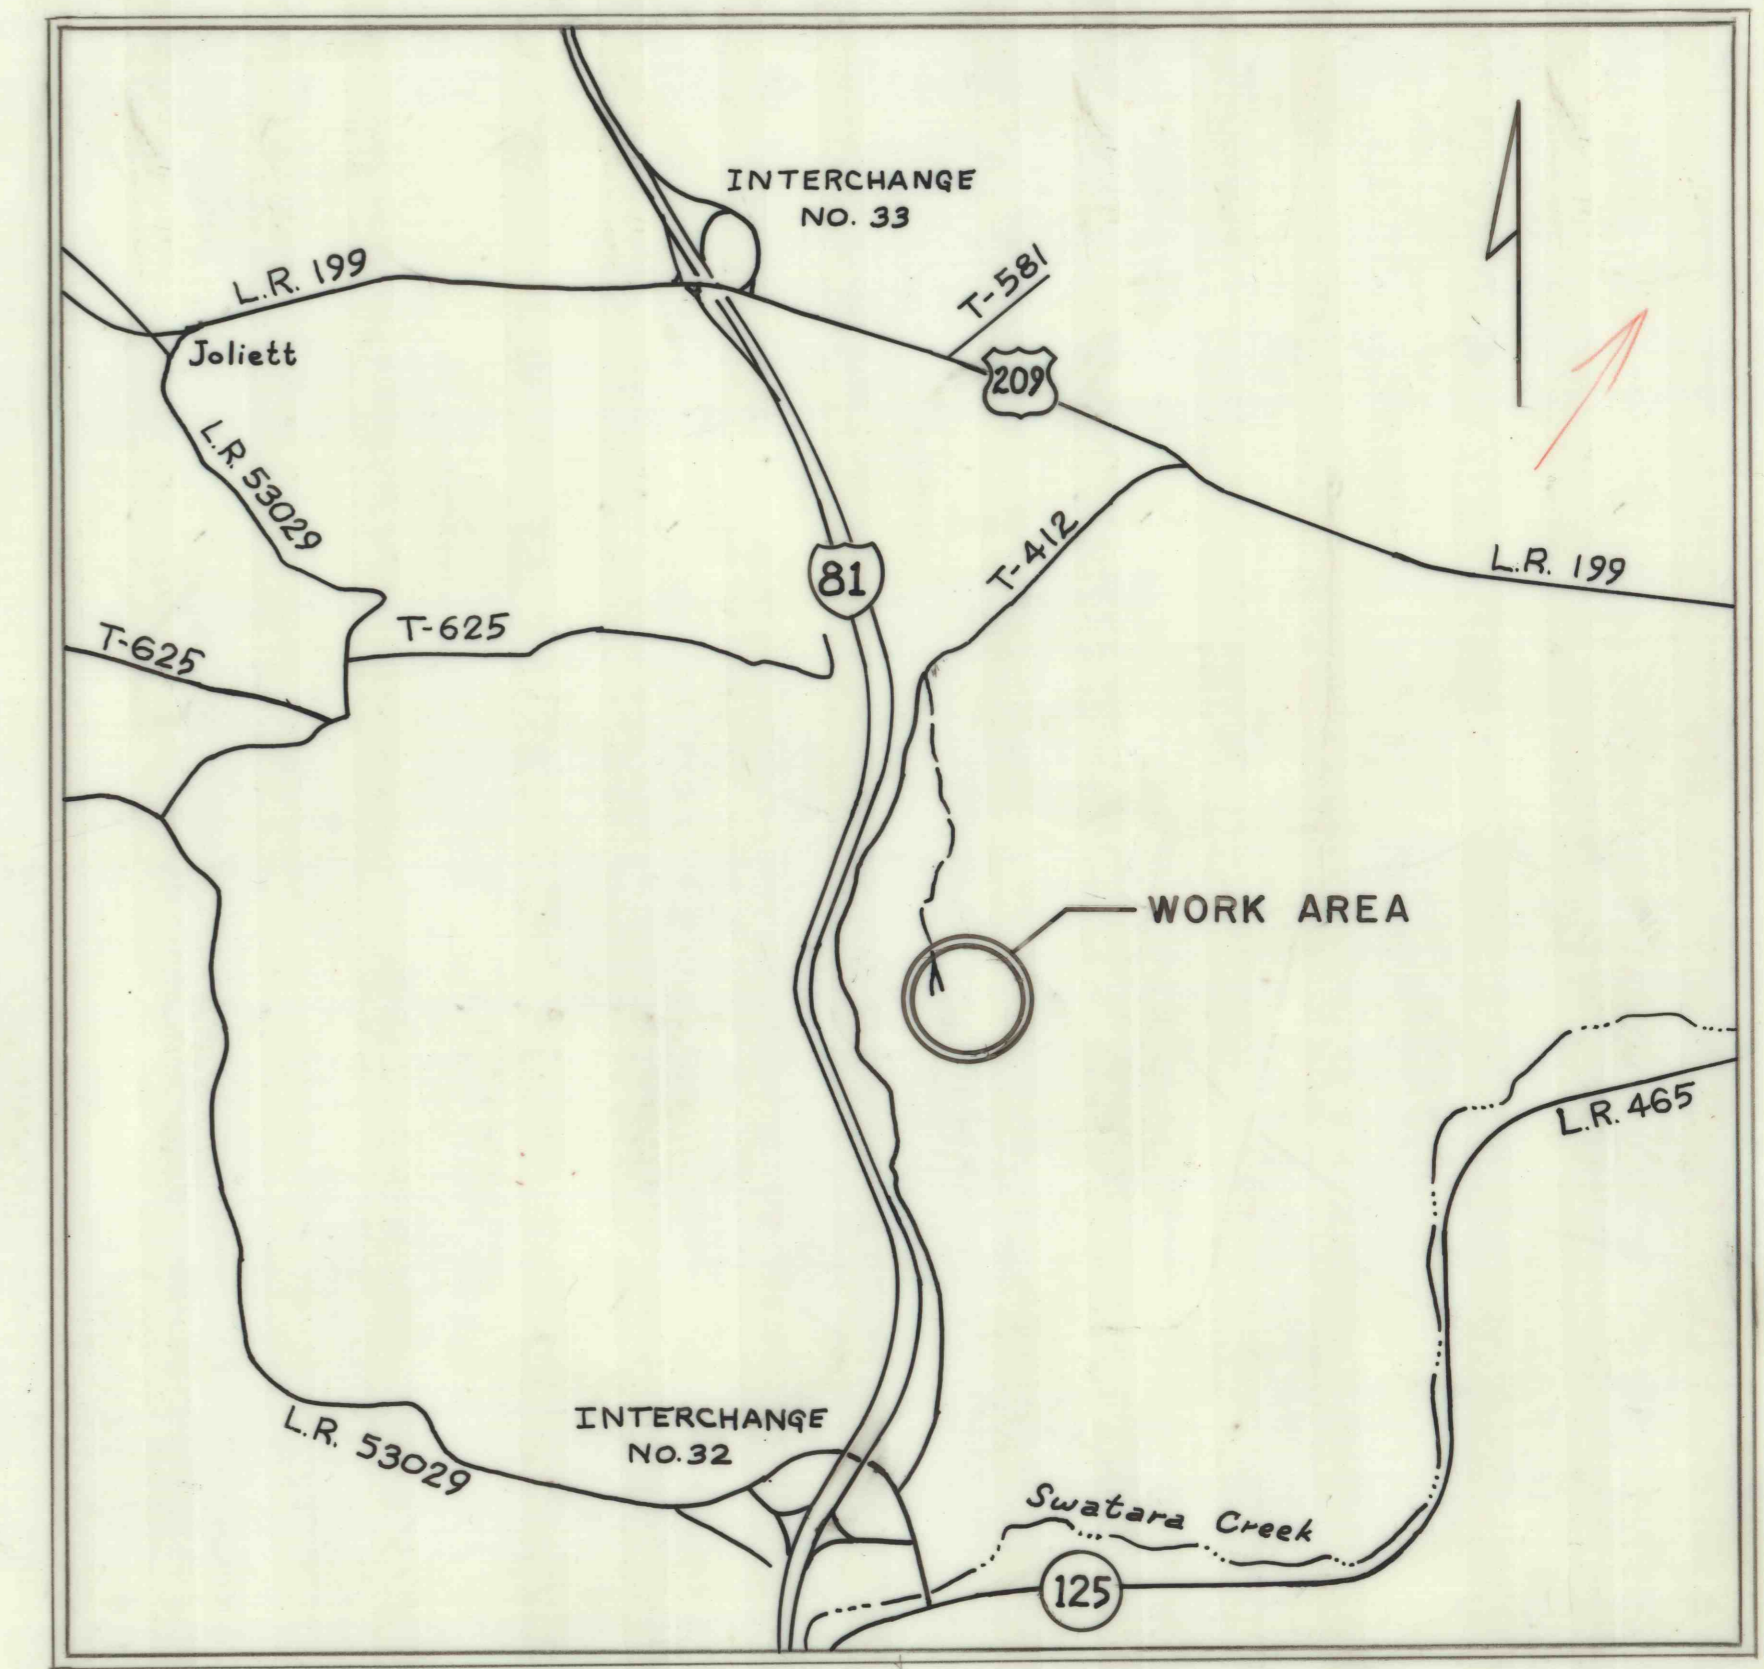 INTERCHANGE
NO. 33
L.R. 199
T-581
Joliett
209
L.R. 53029
T-412
81
L.R. 199
T-625
T-625
WORK AREA
L.R. 465
INTERCHANGE
NO.32
L.R. 53029
Swatara Creek
125